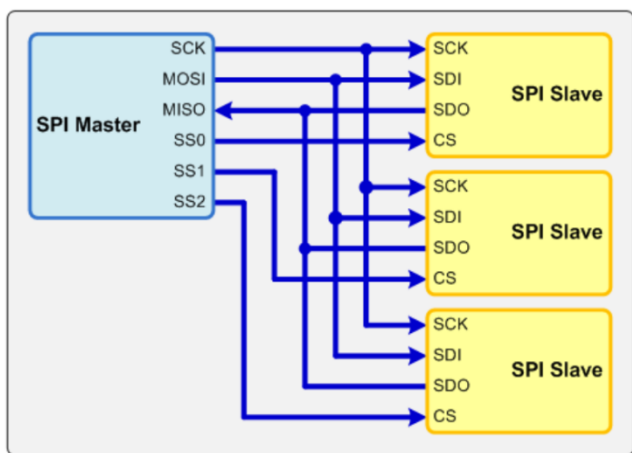 SPI Master
SCK
MOSI
MISO
SS0
SS1
SS2
SCK
SDI
SDO
CS
SPI Slave
SCK
SDI
SDO
CS
SPI Slave
SCK
SDI
SDO
CS
SPI Slave